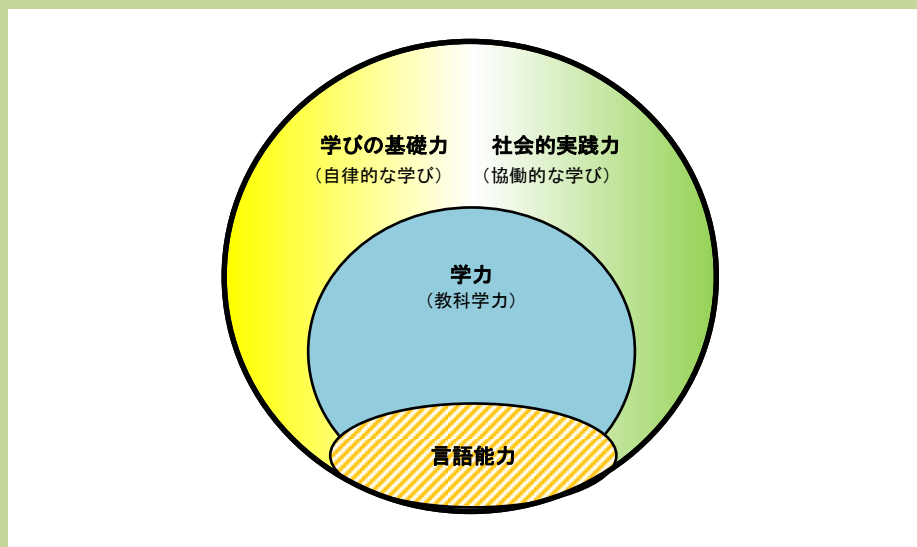 学びの基礎力
(自律的な学び)
社会的実践力
(協働的な学び)
学力
(教科学力)
言語能力